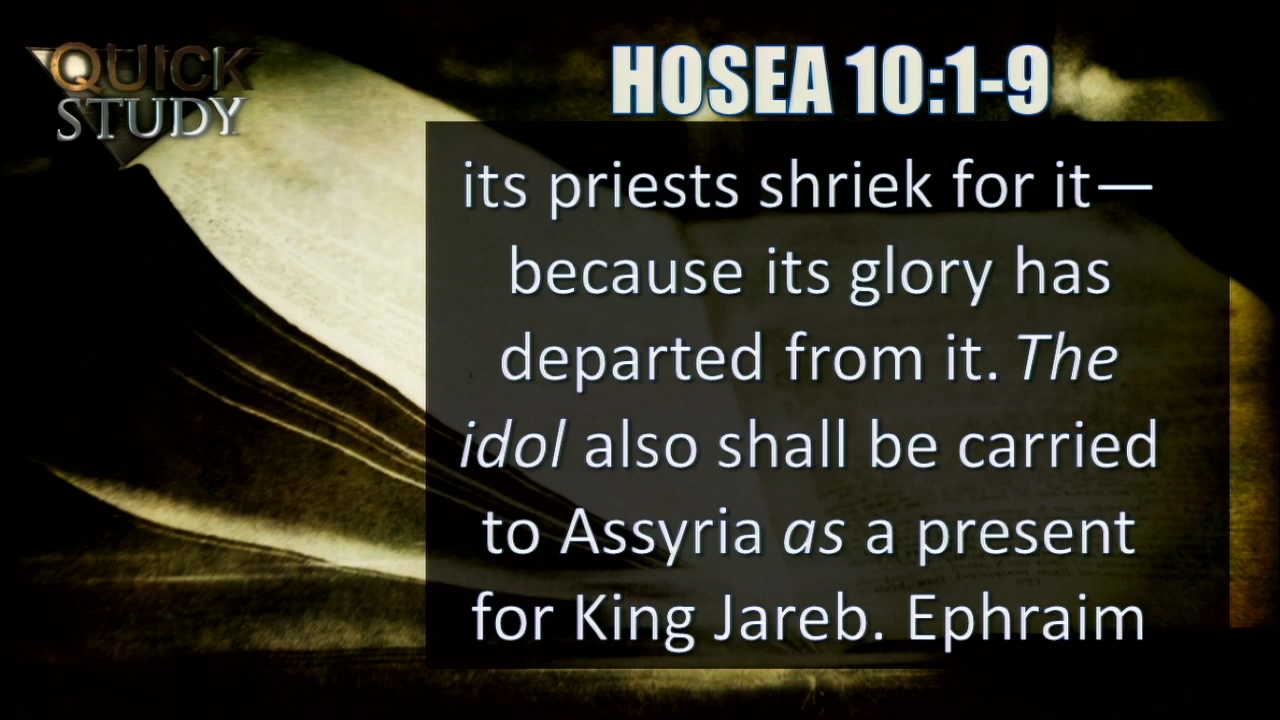 QUICK
STUDY
HOSEA 10:1-9
its priests shriek for it—
because its glory has
departed from it. The
idol also shall be carried
to Assyria as a present
for King Jareb. Ephraim